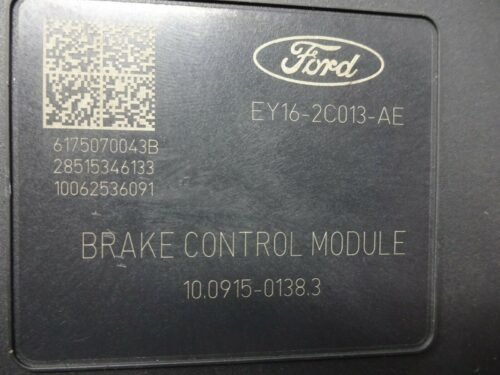 Ford
EY16-2C013-AE
6175070043B
28515346133
10062536091
BRAKE CONTROL MODULE
10.0915-0138.3